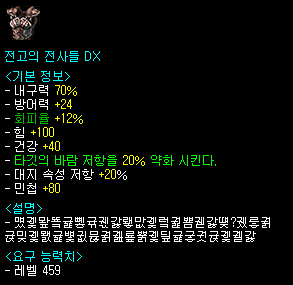 전고의 전사들 DX
<기본 정보>
- 내구력 70%
- 방어력 +24
- 회피율 +12%
- 힘 +100
- 건강 +40
- 타깃의 바람 저항을 20% 약화 시킨다.
- 대지 속성 저항 +20%
- 민첩 +80
<설명>
<요구 능력치>
- 레벨 459